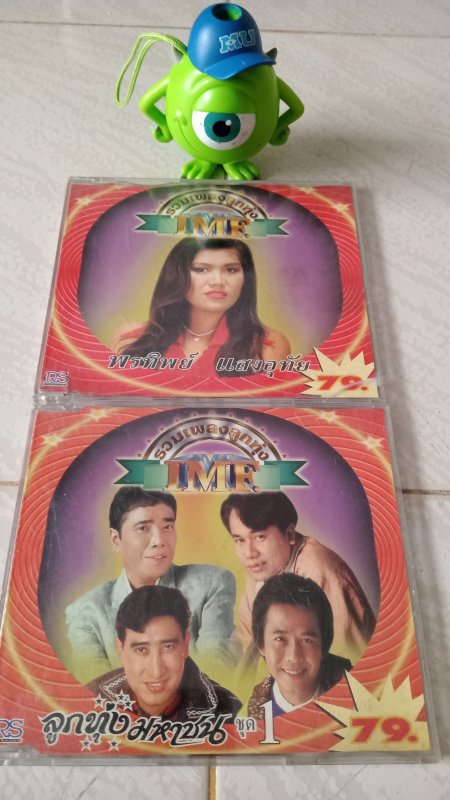 MU
รวมเพลงลูกทุ่ง
I.M.F.
พรทิพย์ แสงอุทัย
RS
79.
รวมเพลงลูกทุ่ง
I.M.F.
ลูกทุ่งมหาชน ชุด 1
RS
79.